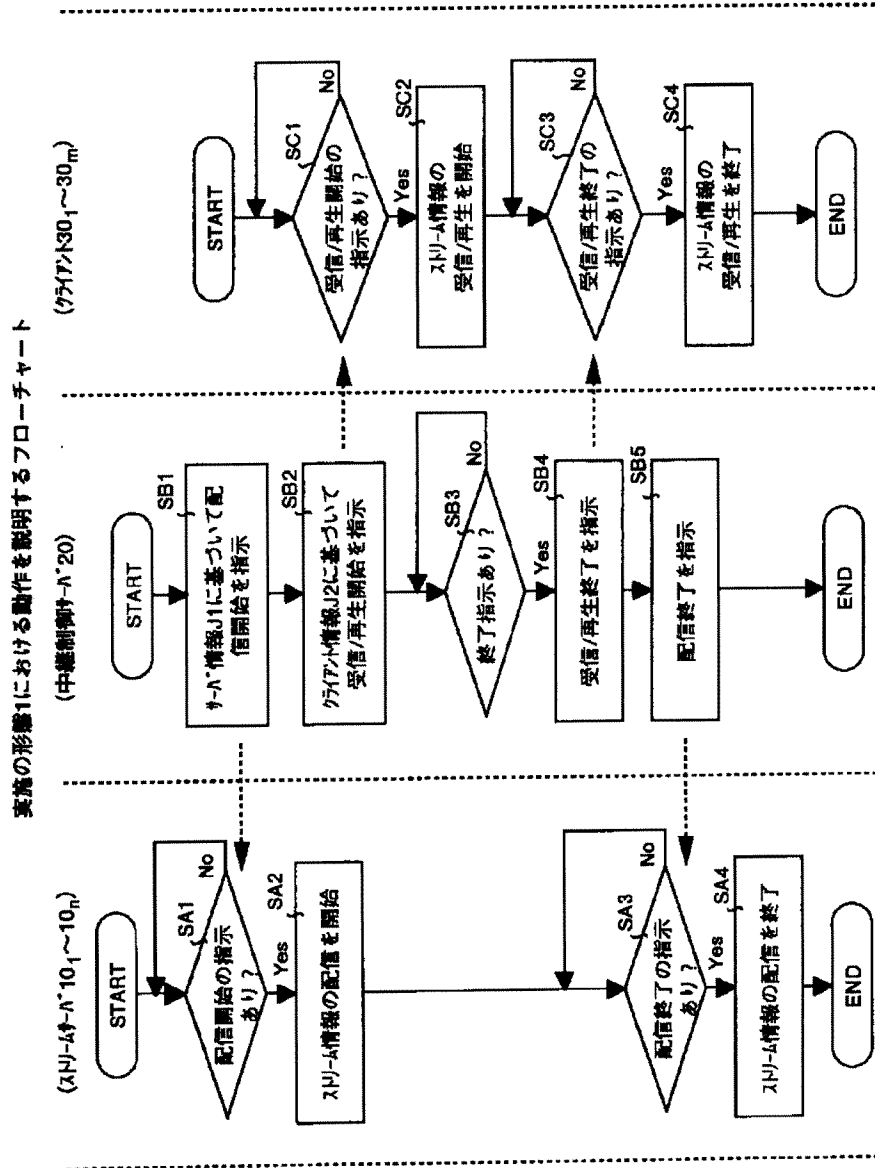 実施の形態1における動作を説明するフローチャート
(ストリームサーバ10₁～10ₙ)
START
配信開始の指示
あり？
SA1
No
Yes
SA2
ストリーム情報の配信を開始
配信終了の指示
あり？
SA3
No
Yes
SA4
ストリーム情報の配信を終了
END
(中継制御サーバ20)
START
SB1
サーバ情報J1に基づいて配
信開始を指示
SB2
クライアント情報J2に基づいて
受信/再生開始を指示
SB3
終了指示あり？
No
Yes
SB4
受信/再生終了を指示
SB5
配信終了を指示
END
(クライアント30₁～30ₘ)
START
SC1
受信/再生開始の
指示あり？
No
Yes
SC2
ストリーム情報の
受信/再生を開始
SC3
受信/再生終了の
指示あり？
No
Yes
SC4
ストリーム情報の
受信/再生を終了
END